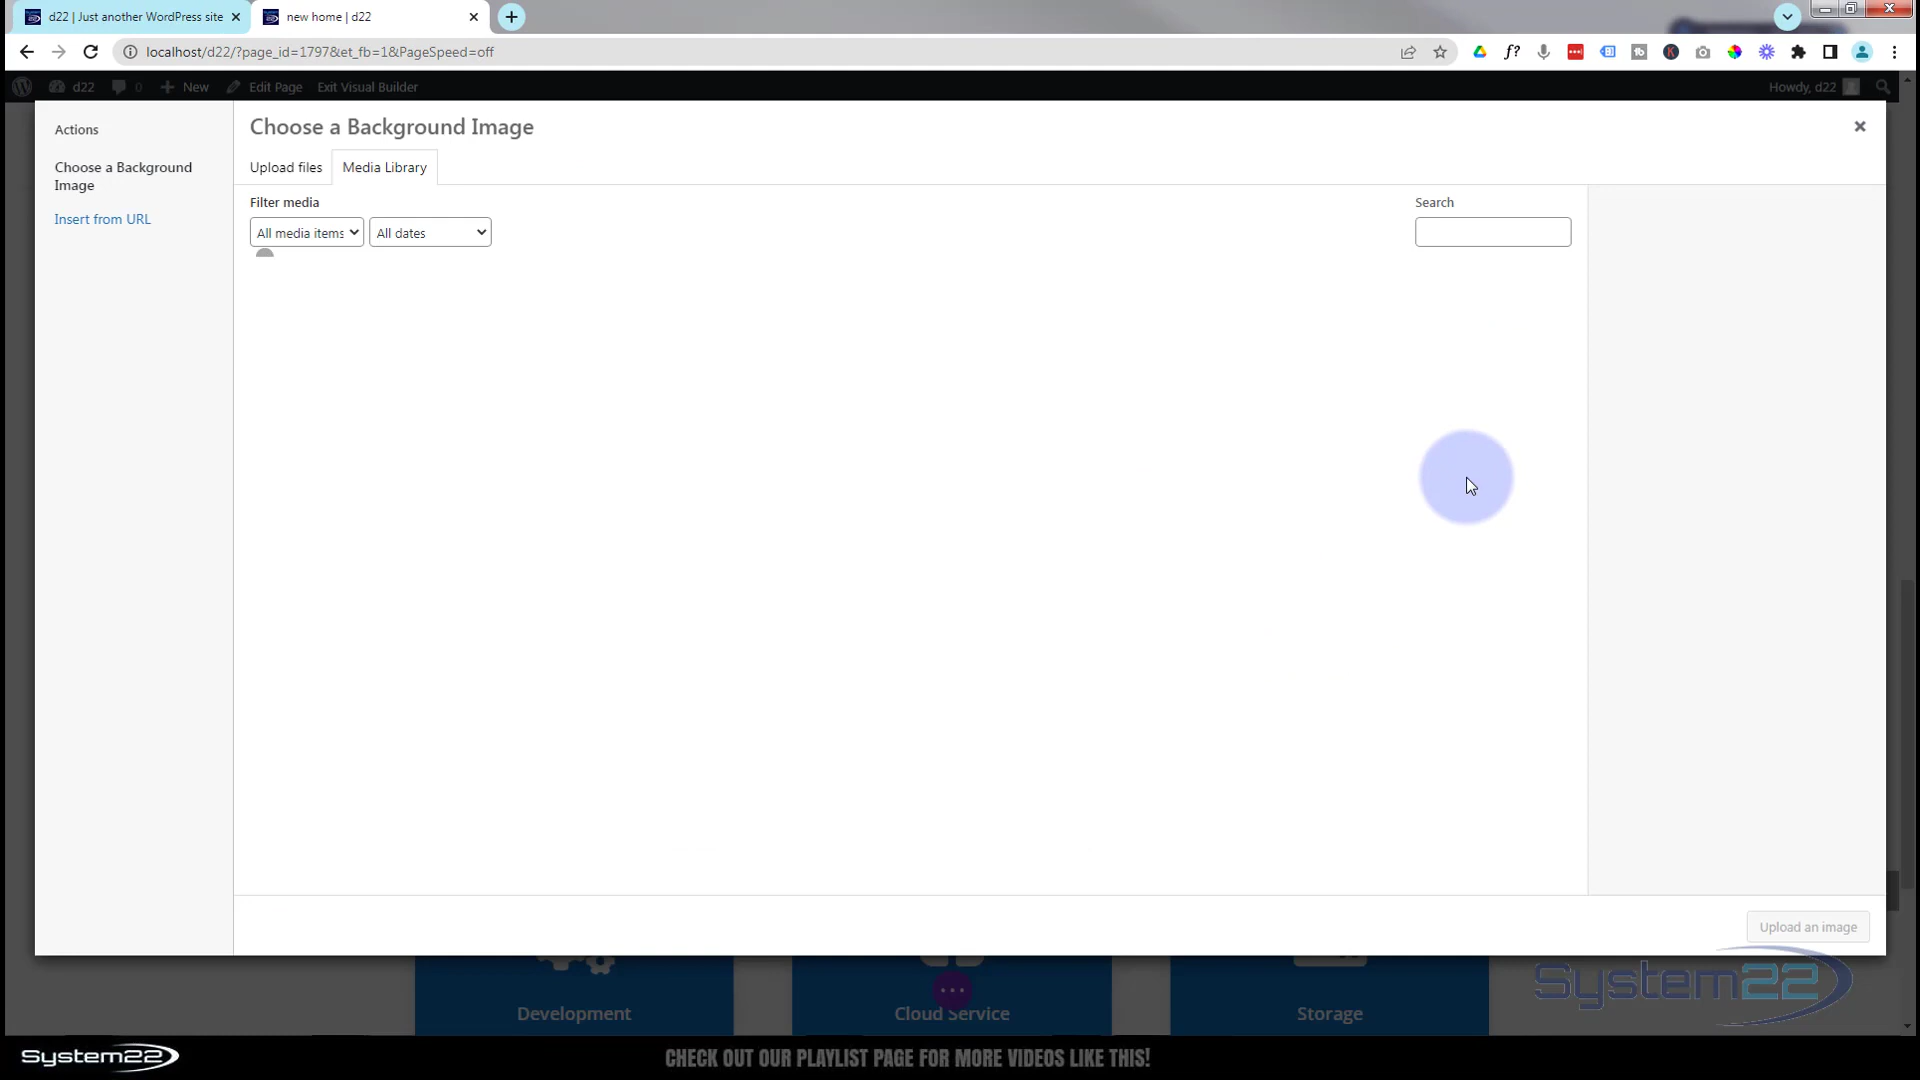 d22 | Just another WordPress site
new home | d22
localhost/d22/?page_id=1797&et_fb=1&PageSpeed=off
f?
K
d22
0
New
Edit Page
Exit Visual Builder
Howdy, d22
Actions
Choose a Background
Image
Insert from URL
Choose a Background Image
Upload files
Media Library
Filter media
All media items
All dates
Search
Upload an image
Development
Cloud Service
Storage
System22
System22
CHECK OUT OUR PLAYLIST PAGE FOR MORE VIDEOS LIKE THIS!